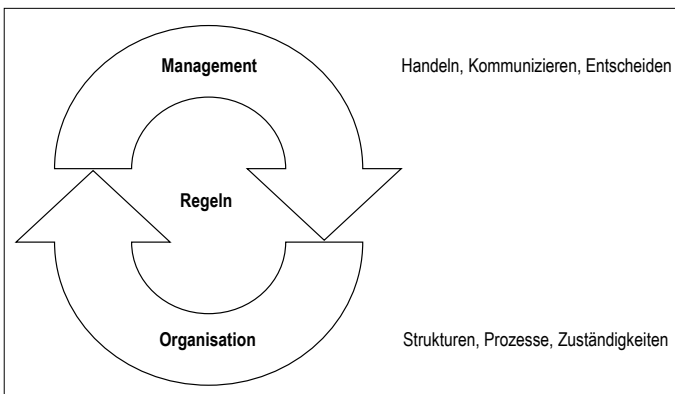 Management Handeln, Kommunizieren, Entscheiden
Regeln
Organisation Strukturen, Prozesse, Zuständigkeiten